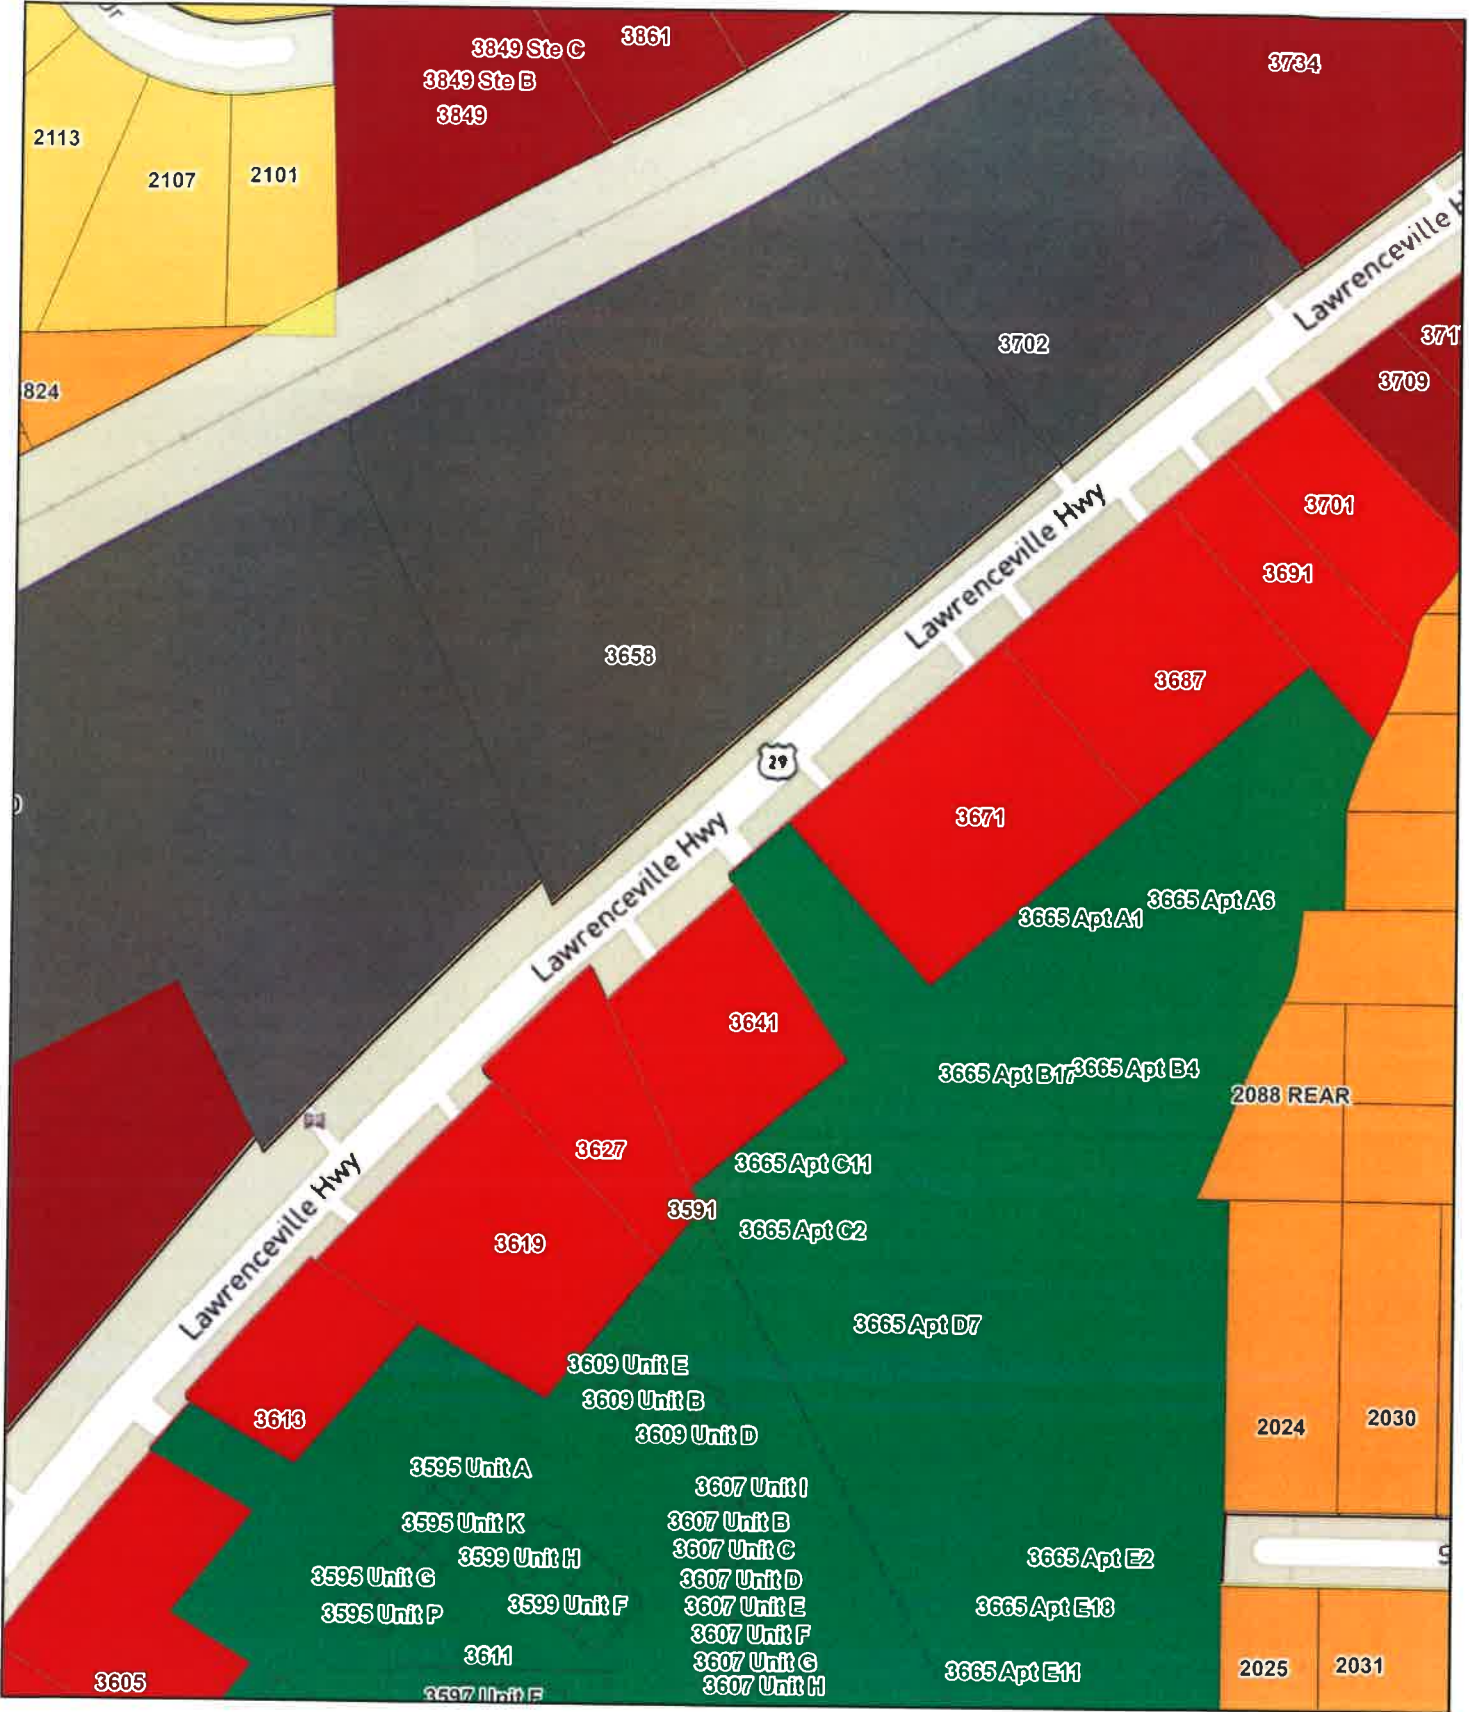 Dr
3849 Ste C
3861
3849 Ste B
3849
3734
2113
2107
2101
Lawrenceville H
3702
371
3709
824
3701
Lawrenceville Hwy
3691
3658
3687
29
3671
Lawrenceville Hwy
3665 Apt A6
3665 Apt A1
3641
3665 Apt B17
3665 Apt B4
2088 REAR
3627
3665 Apt C11
Lawrenceville Hwy
3591
3665 Apt C2
3619
3665 Apt D7
3609 Unit E
3609 Unit B
3613
3609 Unit D
2024
2030
3595 Unit A
3607 Unit I
3595 Unit K
3607 Unit B
3599 Unit H
3607 Unit C
3665 Apt E2
3595 Unit G
3607 Unit D
3595 Unit P
3599 Unit F
3607 Unit E
3665 Apt E18
3607 Unit F
3611
3607 Unit G
3665 Apt E11
2025
2031
3605
3597 Unit F
3607 Unit H